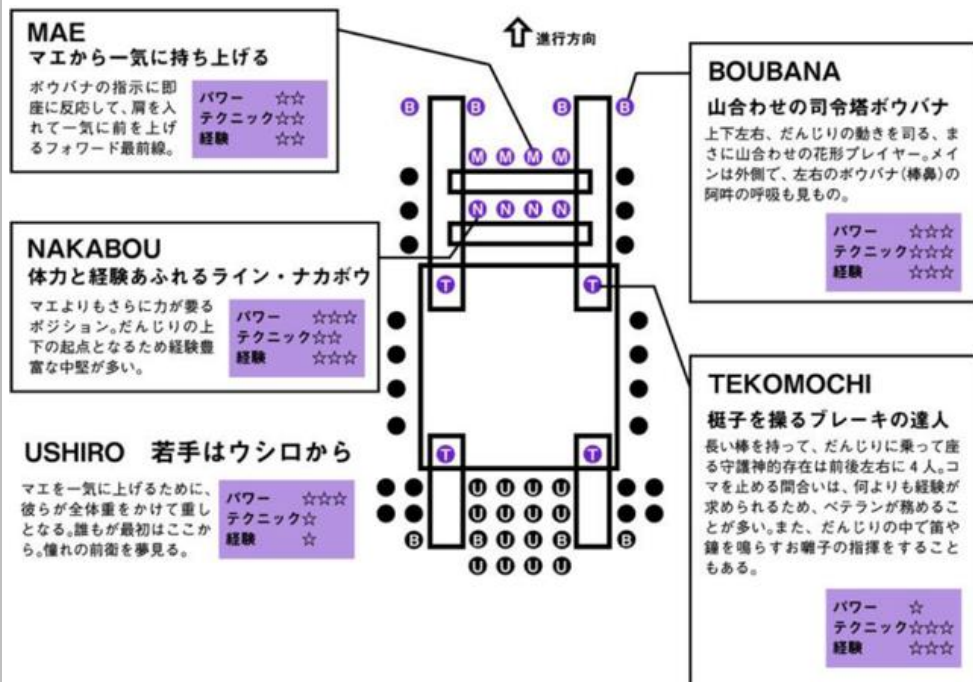 MAE
マエから一気に持ち上げる
ボウバナの指示に即
座に反応して、肩を入
れて一気に前を上げ
るフォワード最前線。
パワー ☆☆
テクニック☆☆
経験 ☆☆
進行方向
BOUBANA
山合わせの司令塔ボウバナ
上下左右、だんじりの動きを司る、ま
さに山合わせの花形プレイヤー。メイ
ンは外側で、左右のボウバナ(棒鼻)の
阿吽の呼吸も見もの。
パワー ☆☆☆
テクニック☆☆☆
経験 ☆☆☆
B B B B
M M M M
N N N N
T T
NAKABOU
体力と経験あふれるライン・ナカボウ
マエよりもさらに力が要る
ポジション。だんじりの上
下の起点となるため経験豊
富な中堅が多い。
パワー ☆☆☆
テクニック☆☆
経験 ☆☆☆
TEKOMOCHI
梃子を操るブレーキの達人
長い棒を持って、だんじりに乗って座
る守護神的存在は前後左右に4人。コ
マを止める間合いは、何よりも経験が
求められるため、ベテランが務めるこ
とが多い。また、だんじりの中で笛や
鐘を鳴らすお囃子の指揮をすること
もある。
パワー ☆
テクニック☆☆☆
経験 ☆☆☆
USHIRO 若手はウシロから
マエを一気に上げるために、
彼らが全体重をかけて重し
となる。誰もが最初はここか
ら。憧れの前衛を夢見る。
パワー ☆☆☆
テクニック☆
経験 ☆
T T
U U U U
U U U U
B U U U U B
U U U U